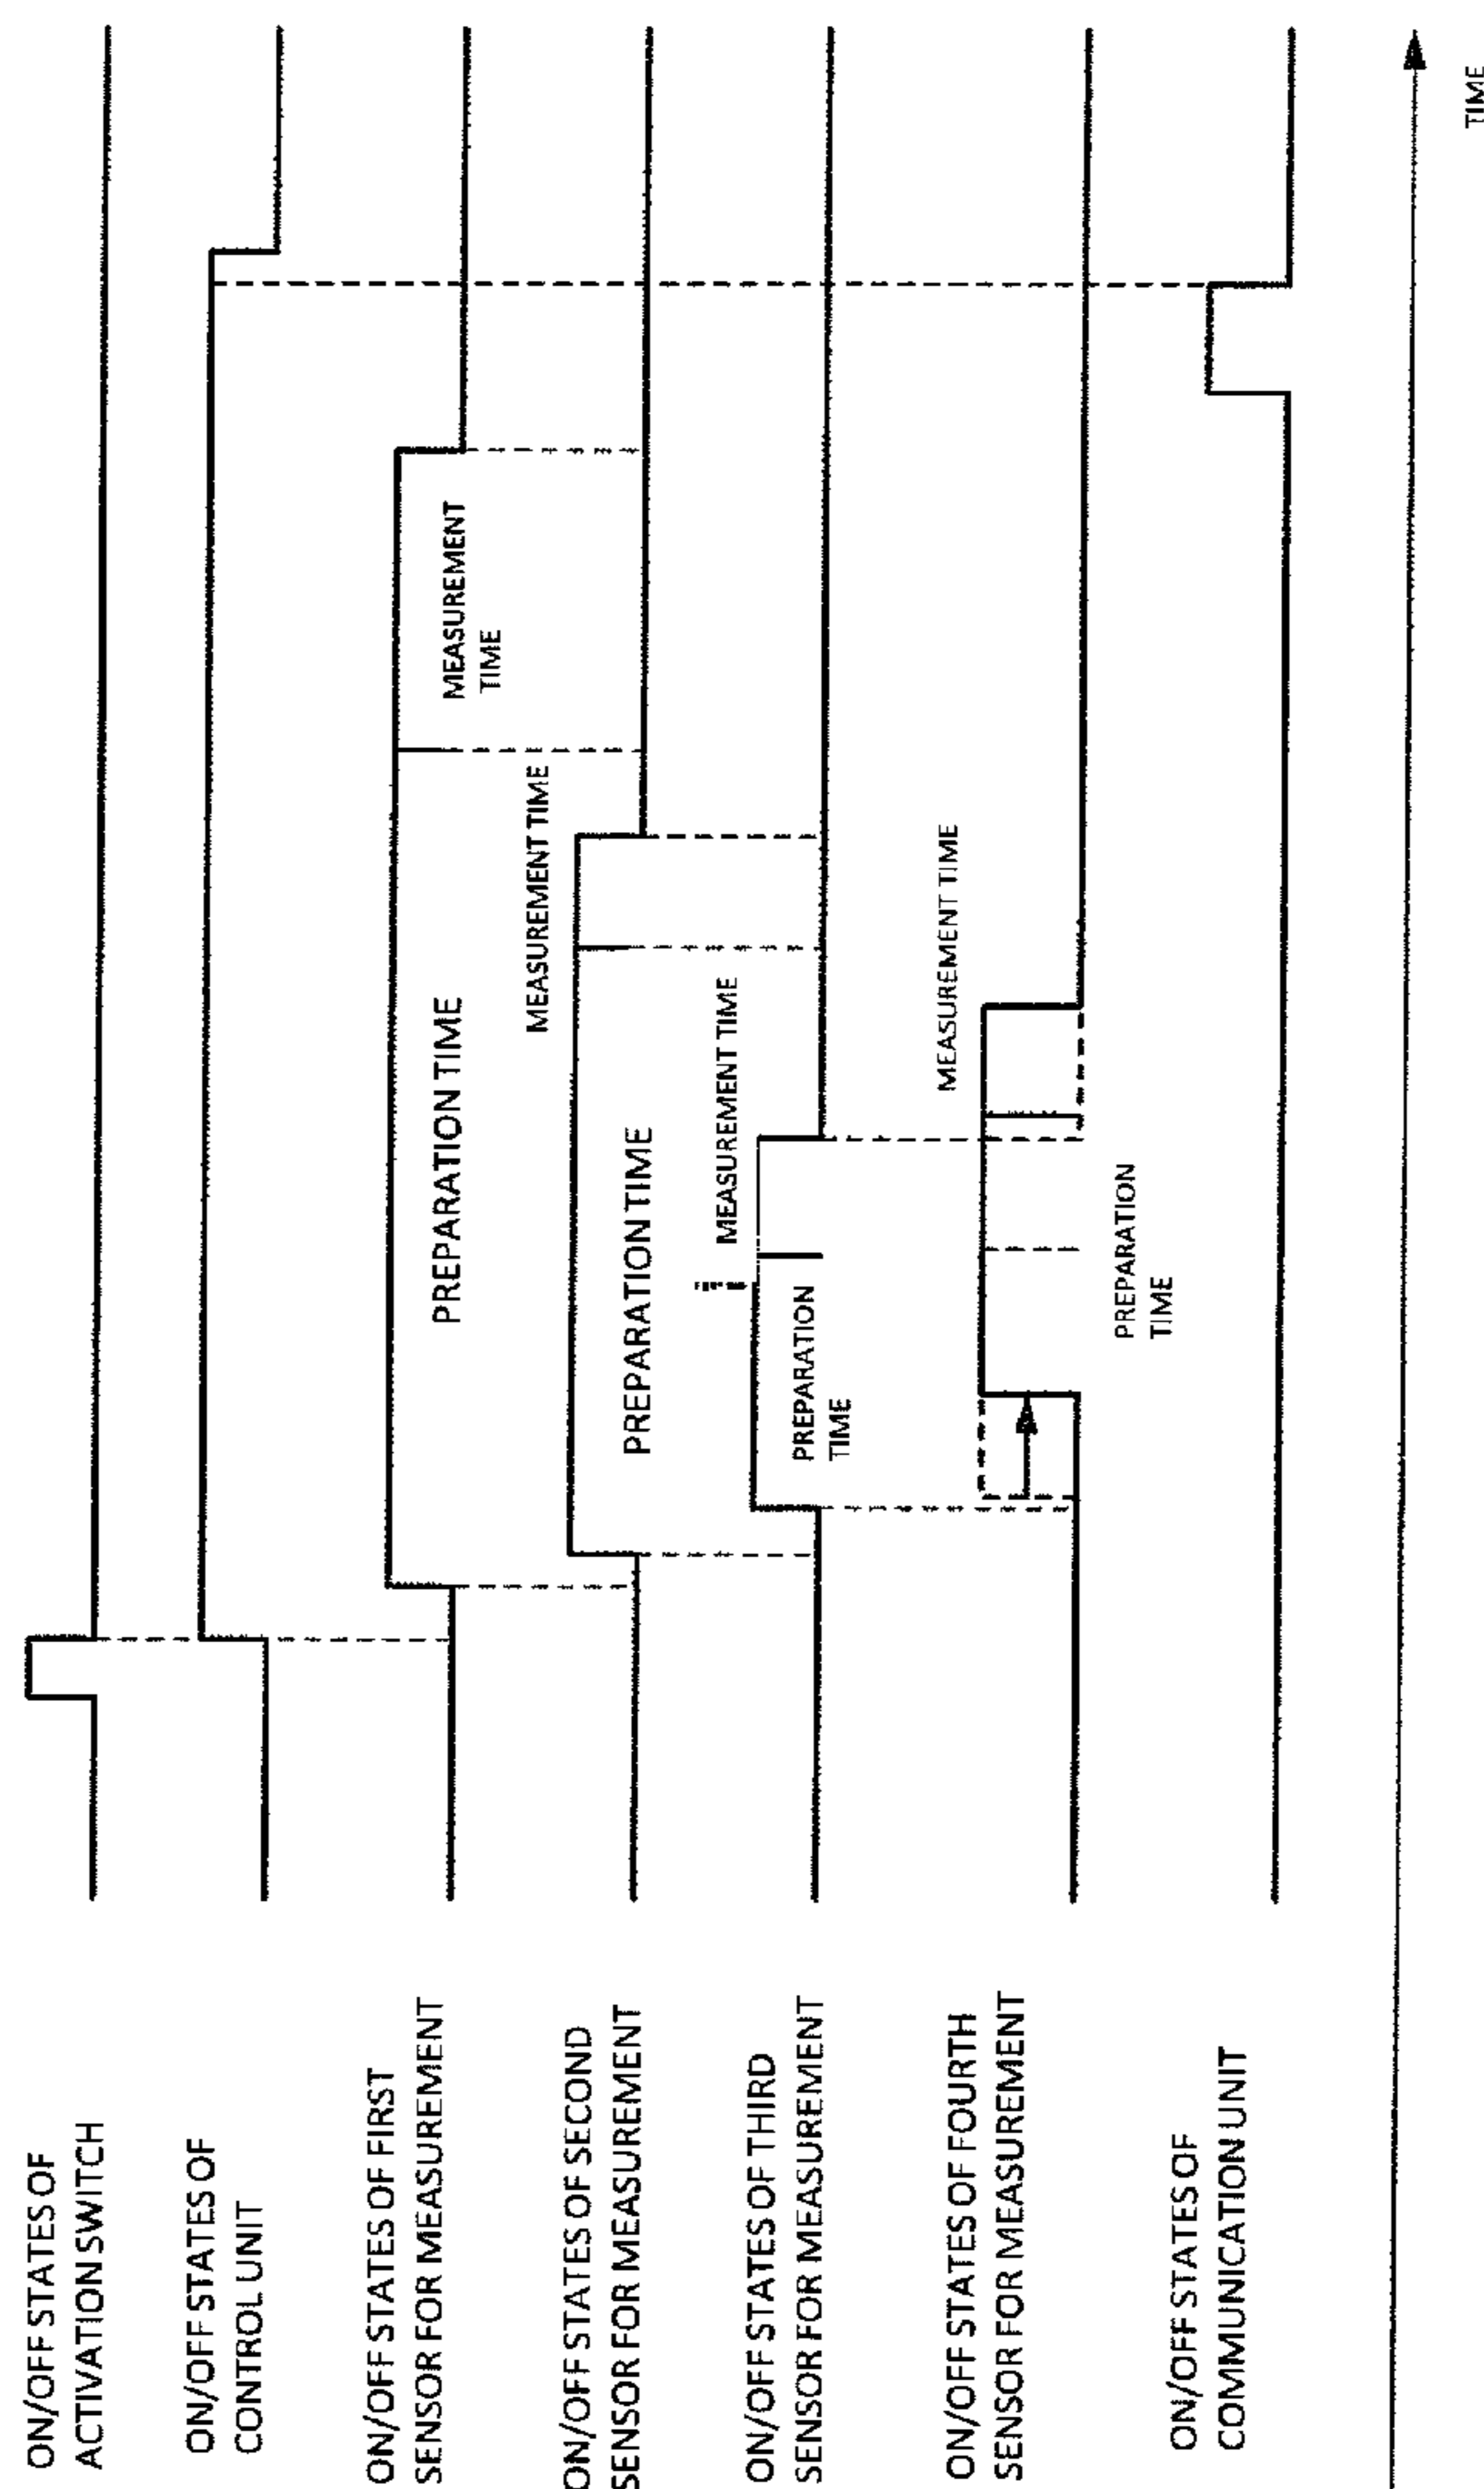 ON/OFF STATES OF
ACTIVATION SWITCH
ON/OFF STATES OF
CONTROL UNIT
ON/OFF STATES OF FIRST
SENSOR FOR MEASUREMENT
PREPARATION TIME
MEASUREMENT
TIME
ON/OFF STATES OF SECOND
SENSOR FOR MEASUREMENT
PREPARATION TIME
MEASUREMENT TIME
ON/OFF STATES OF THIRD
SENSOR FOR MEASUREMENT
PREPARATION
TIME
MEASUREMENT TIME
ON/OFF STATES OF FOURTH
SENSOR FOR MEASUREMENT
PREPARATION
TIME
MEASUREMENT TIME
ON/OFF STATES OF
COMMUNICATION UNIT
TIME